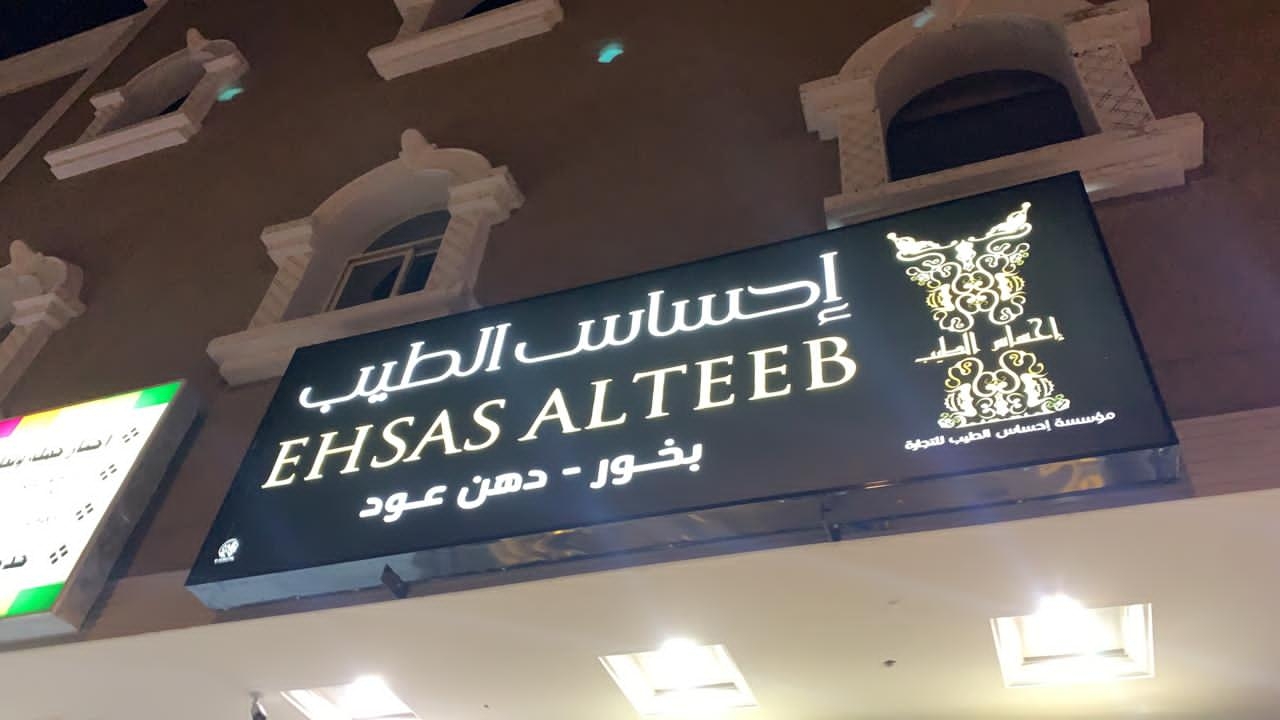 إحساس الطيب
EHSAS ALTEEB
بخور - دهن عود
إحساس الطيب
مؤسسة إحساس الطيب للتجارة